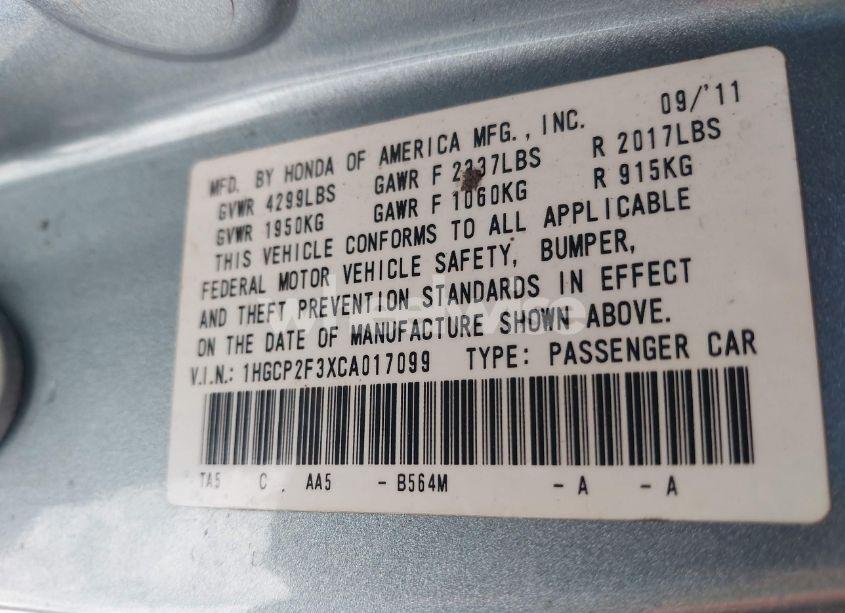 09/'11
MFD. BY HONDA OF AMERICA MFG., INC.
GVWR 4299LBS GAWR F 2337LBS R 2017LBS
GVWR 1950KG GAWR F 1060KG R 915KG
THIS VEHICLE CONFORMS TO ALL APPLICABLE
FEDERAL MOTOR VEHICLE SAFETY, BUMPER,
AND THEFT PREVENTION STANDARDS IN EFFECT
ON THE DATE OF MANUFACTURE SHOWN ABOVE.
V.I.N.: 1HGCP2F3XCA017099 TYPE: PASSENGER CAR
TA5 C AA5 - B564M - A - A